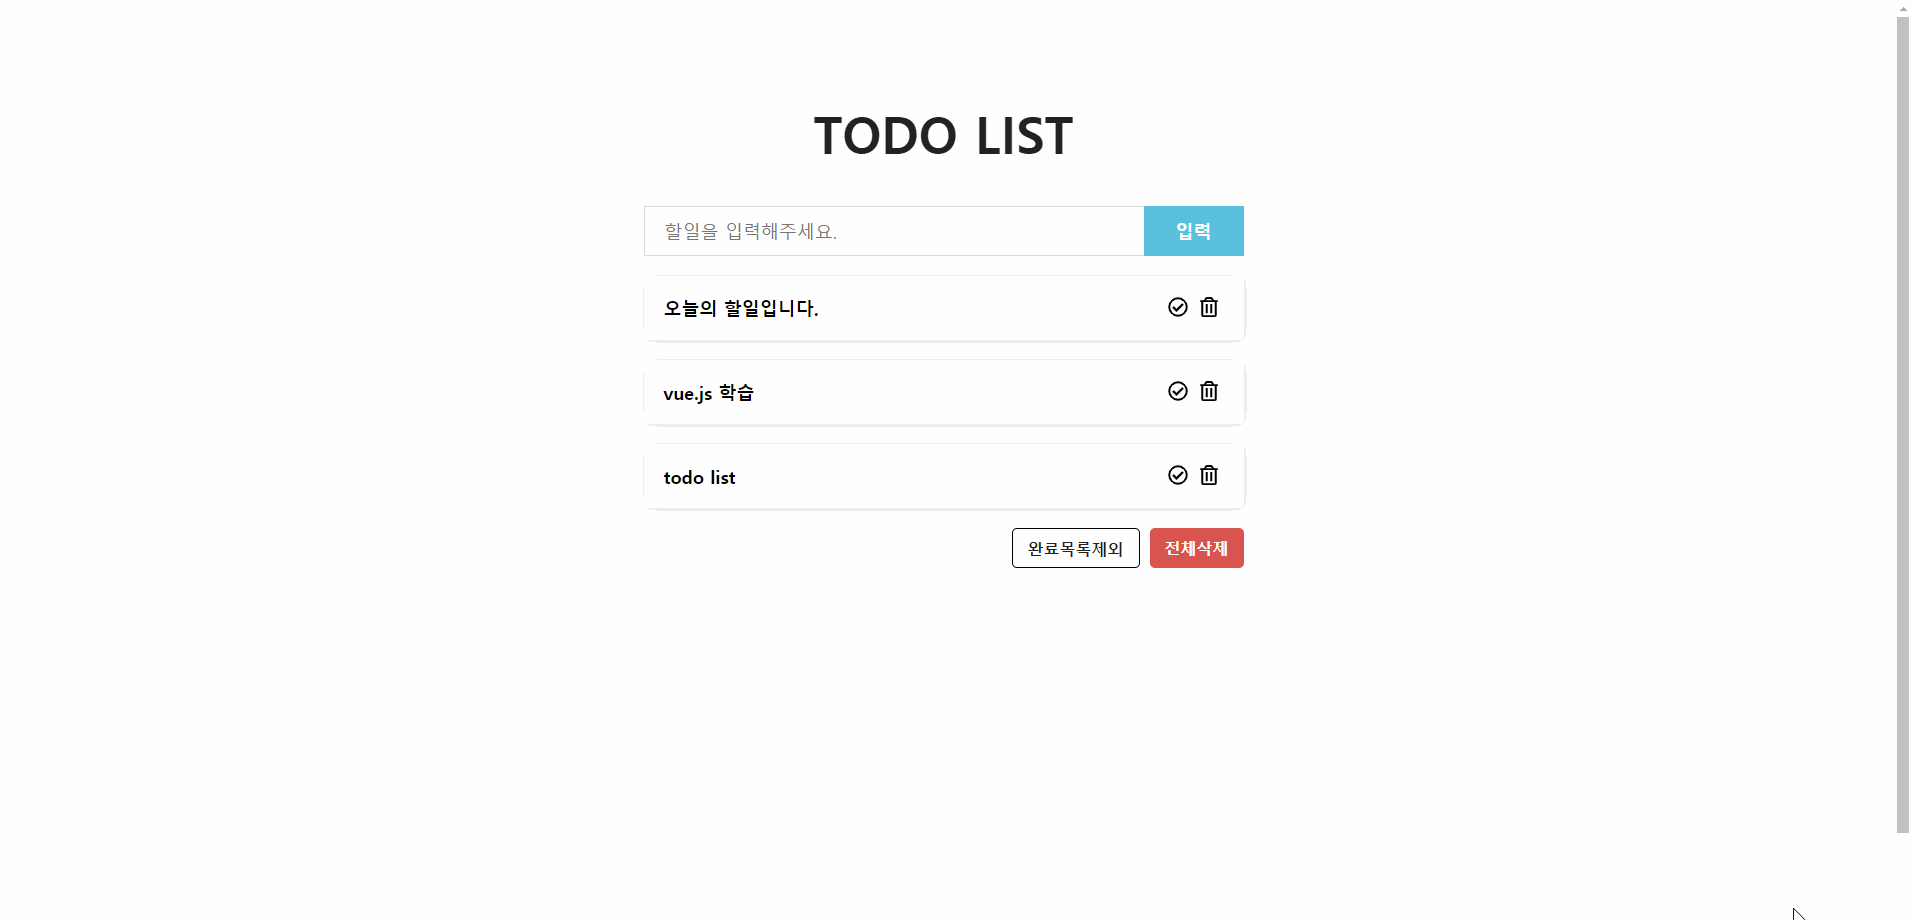 TODO LIST
할일을 입력해주세요.
입력
오늘의 할일입니다.
vue.js 학습
todo list
완료목록제외
전체삭제